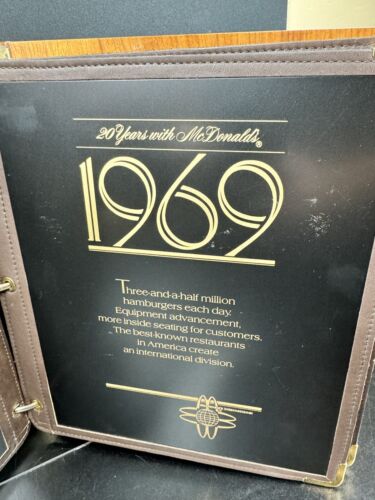 20 Years with McDonald's®
1969
Three-and-a-half million
hamburgers each day.
Equipment advancement,
more inside seating for customers.
The best-known restaurants
in America create
an international division.